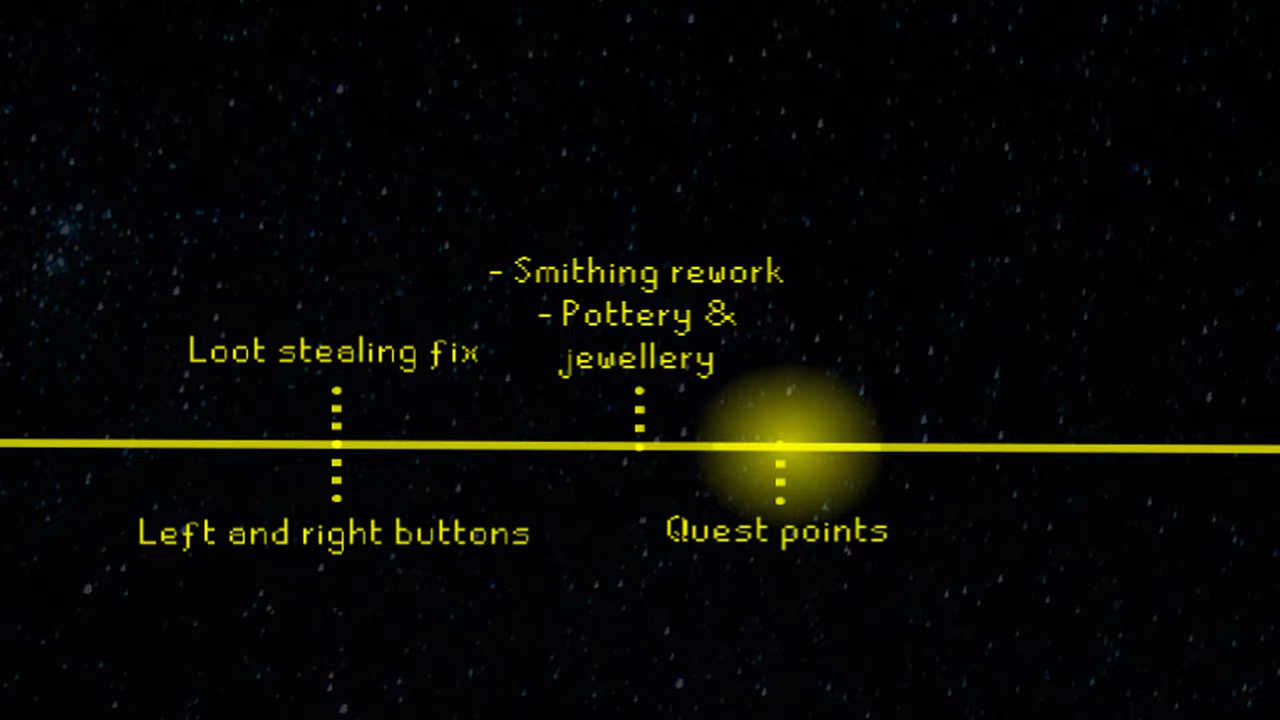 - Smithing rework
- Pottery &
jewellery
Loot stealing fix
Left and right buttons
Quest points